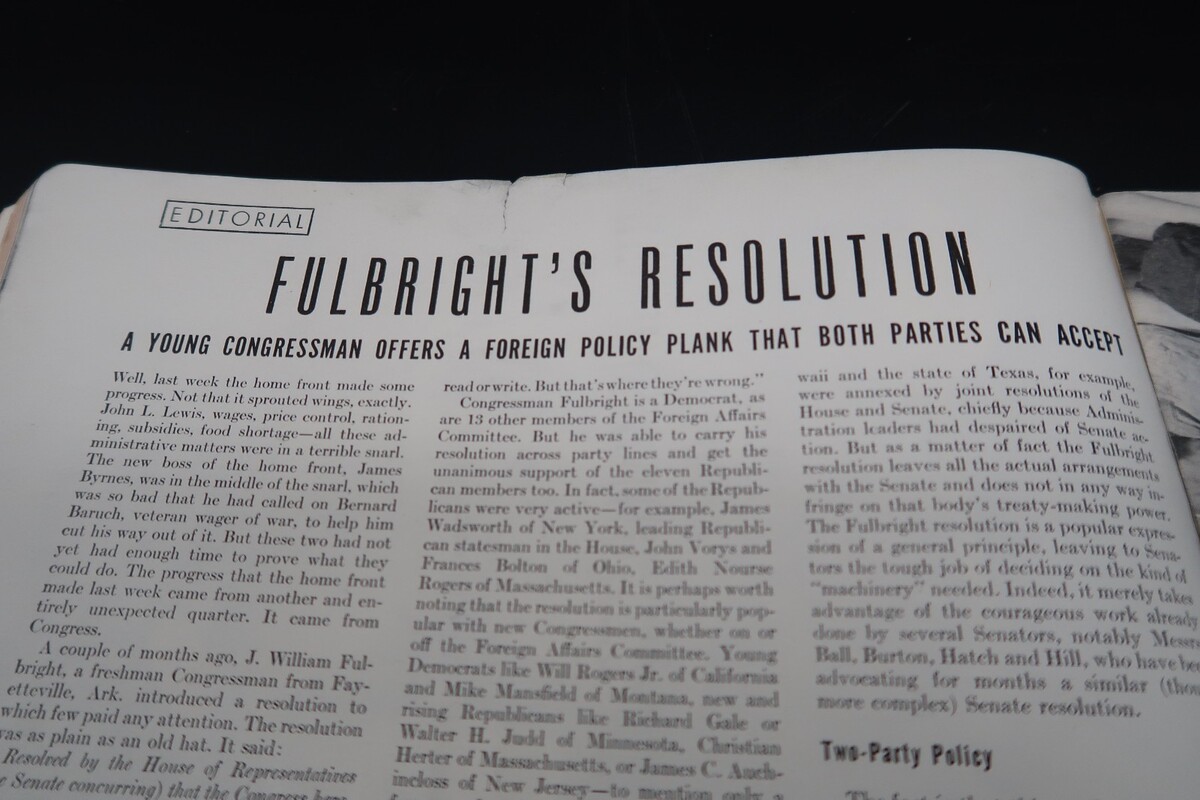 EDITORIAL
FULBRIGHT'S RESOLUTION
A YOUNG CONGRESSMAN OFFERS A FOREIGN POLICY PLANK THAT BOTH PARTIES CAN ACCEPT
Well, last week the home front made some
progress. Not that it sprouted wings, exactly.
John L. Lewis, wages, price control, ration-
ing, subsidies, food shortage—all these ad-
ministrative matters were in a terrible snarl.
The new boss of the home front, James
Byrnes, was in the middle of the snarl, which
was so bad that he had called on Bernard
Baruch, veteran wager of war, to help him
cut his way out of it. But these two had not
yet had enough time to prove what they
could do. The progress that the home front
made last week came from another and en-
tirely unexpected quarter. It came from
Congress.
A couple of months ago, J. William Ful-
bright, a freshman Congressman from Fay-
etteville, Ark. introduced a resolution to
which few paid any attention. The resolution
was as plain as an old hat. It said:
Resolved by the House of Representatives
Senate concurring) that the Congress
read or write. But that's where they're wrong."
Congressman Fulbright is a Democrat, as
are 13 other members of the Foreign Affairs
Committee. But he was able to carry his
resolution across party lines and get the
unanimous support of the eleven Republi-
can members too. In fact, some of the Repub-
licans were very active—for example, James
Wadsworth of New York, leading Republi-
can statesman in the House, John Vorys and
Frances Bolton of Ohio, Edith Nourse
Rogers of Massachusetts. It is perhaps worth
noting that the resolution is particularly pop-
ular with new Congressmen, whether on or
off the Foreign Affairs Committee. Young
Democrats like Will Rogers Jr. of California
and Mike Mansfield of Montana, new and
rising Republicans like Richard Gale or
Walter H. Judd of Minnesota, Christian
Herter of Massachusetts, or James C. Auch-
incloss of New Jersey—to mention only a
waii and the state of Texas, for example,
were annexed by joint resolutions of the
House and Senate, chiefly because Adminis-
tration leaders had despaired of Senate ac-
tion. But as a matter of fact the Fulbright
resolution leaves all the actual arrangements
with the Senate and does not in any way in-
fringe on that body's treaty-making power.
The Fulbright resolution is a popular expres-
sion of a general principle, leaving to Sena-
tors the tough job of deciding on the kind of
"machinery" needed. Indeed, it merely takes
advantage of the courageous work already
done by several Senators, notably Messrs
Ball, Burton, Hatch and Hill, who have be
advocating for months a similar (tho
more complex) Senate resolution.
Two-Party Policy